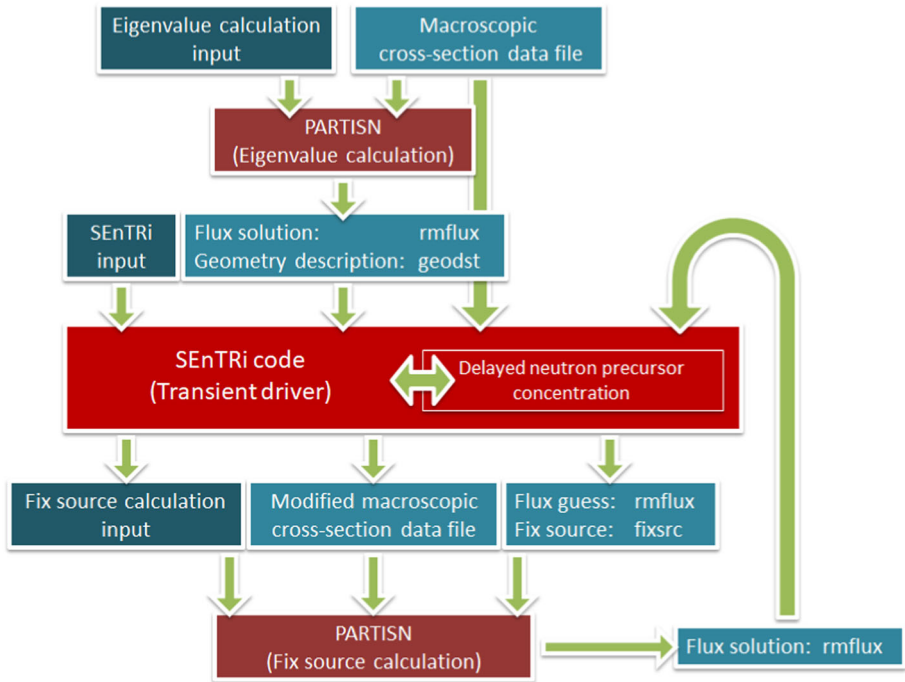 Eigenvalue calculation
input
Macroscopic
cross-section data file
PARTISN
(Eigenvalue calculation)
SEnTRi
input
Flux solution: rmflux
Geometry description: geodst
SEnTRi code
(Transient driver)
Delayed neutron precursor
concentration
Fix source calculation
input
Modified macroscopic
cross-section data file
Flux guess: rmflux
Fix source: fixsrc
PARTISN
(Fix source calculation)
Flux solution: rmflux